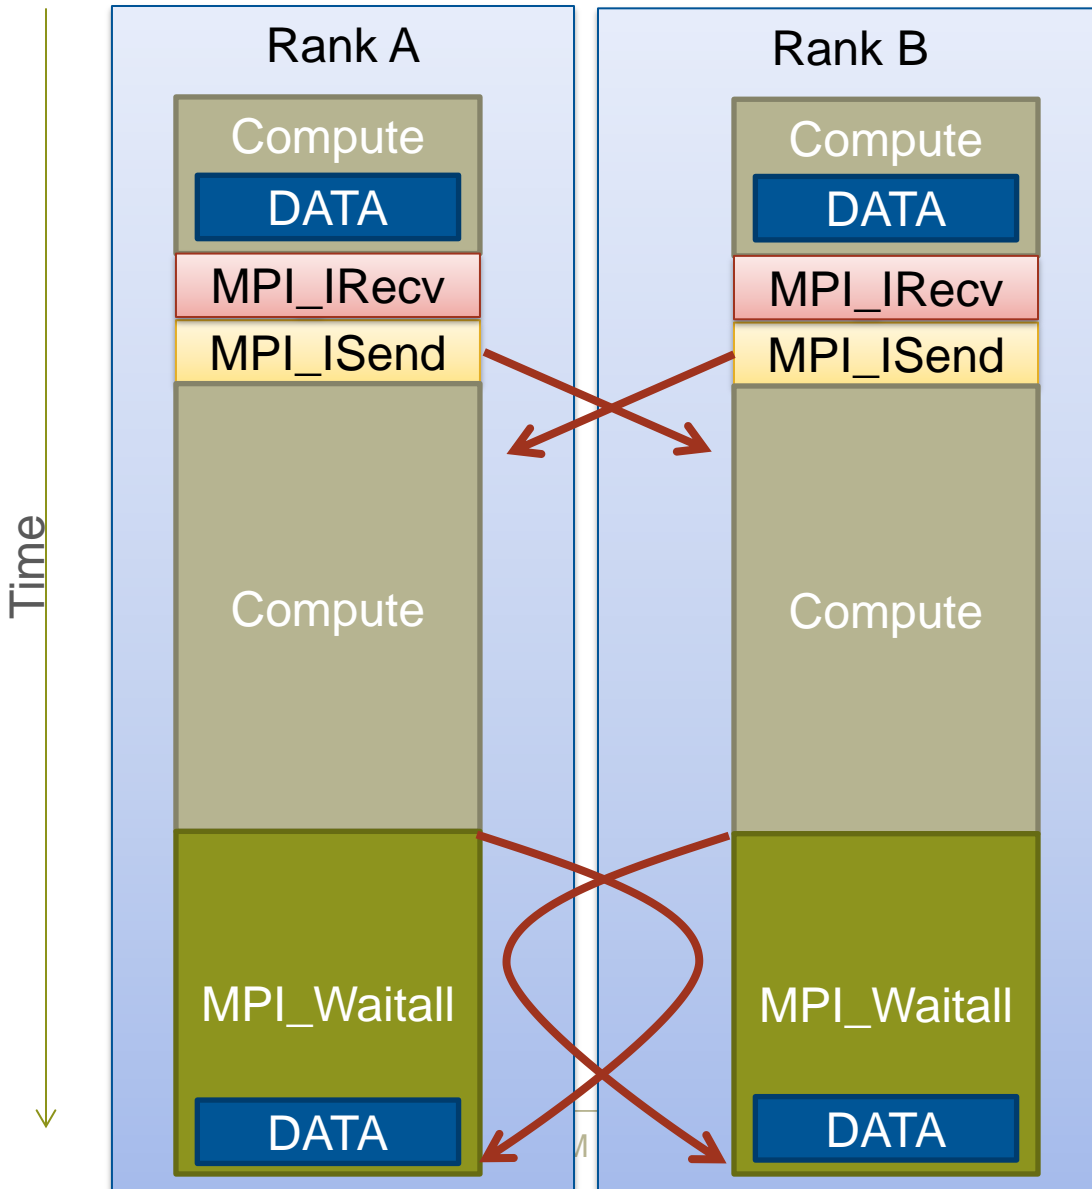 Rank A
Rank B
Compute
DATA
Compute
DATA
MPI_IRecv
MPI_IRecv
MPI_ISend
MPI_ISend
Time
Compute
Compute
MPI_Waitall
MPI_Waitall
DATA
DATA
M